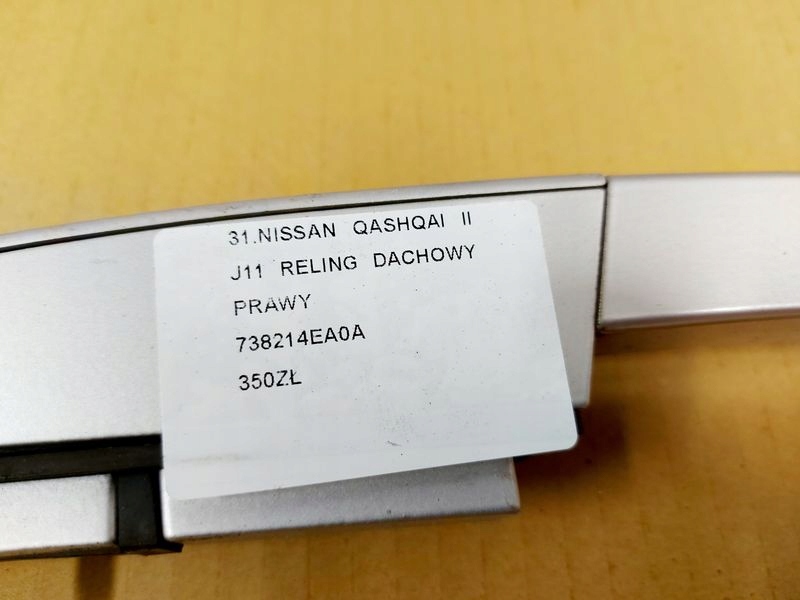 31.NISSAN QASHQAI II
J11 RELING DACHOWY
PRAWY
738214EA0A
350ZŁ